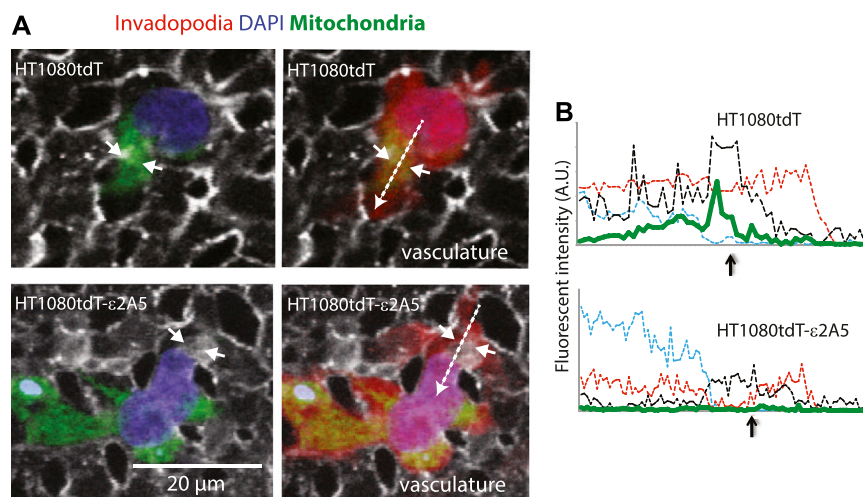 A
Invadopodia DAPI Mitochondria
HT1080tdT
HT1080tdT
vasculature
HT1080tdT-ε2A5
HT1080tdT-ε2A5
20 µm
vasculature
B
HT1080tdT
Fluorescent intensity (A.U.)
HT1080tdT-ε2A5